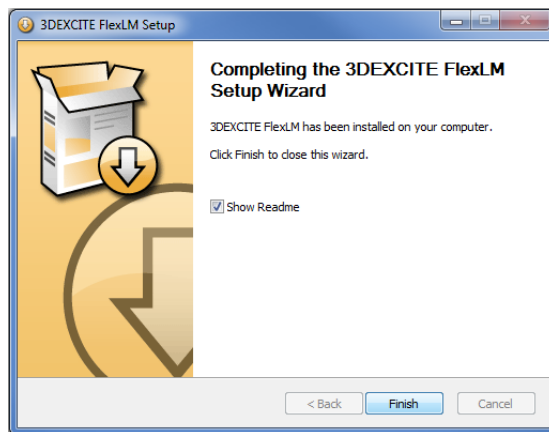 3DEXCITE FlexLM Setup
Completing the 3DEXCITE FlexLM
Setup Wizard
3DEXCITE FlexLM has been installed on your computer.
Click Finish to close this wizard.
Show Readme
< Back
Finish
Cancel